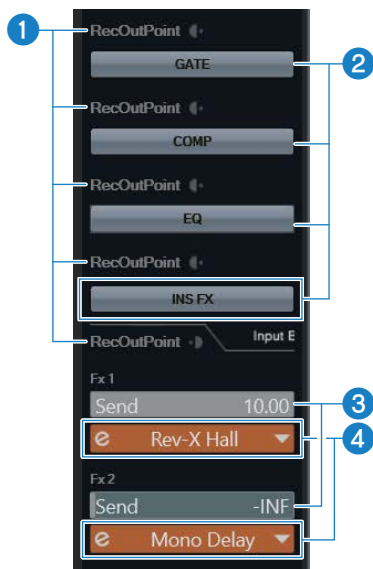 1
RecOutPoint
GATE
2
RecOutPoint
COMP
RecOutPoint
EQ
RecOutPoint
INS FX
RecOutPoint
Input E
Fx 1
Send 10.00
3
e Rev-X Hall
4
Fx 2
Send -INF
e Mono Delay